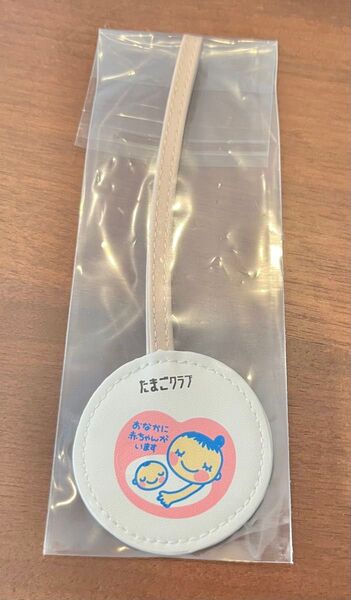 たまごクラブ
おなかに
赤ちゃんが
います